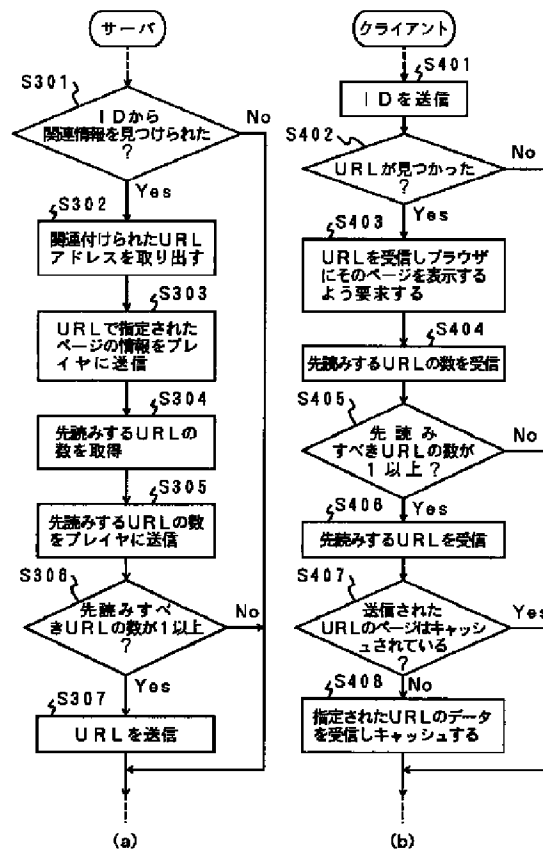 サーバ
S301
IDから
関連情報を見つけられた
?
No
Yes
S302
関連付けられたURL
アドレスを取り出す
S303
URLで指定された
ページの情報をプレ
イヤに送信
S304
先読みするURLの
数を取得
S305
先読みするURLの数
をプレイヤに送信
S306
先読みすべ
きURLの数が1以上
?
No
Yes
S307
URLを送信
(a)
クライアント
S401
IDを送信
S402
URLが見つかった
?
No
Yes
S403
URLを受信しブラウザ
にそのページを表示する
よう要求する
S404
先読みするURLの数を受信
S405
先読み
すべきURLの数が
1以上?
No
Yes
S406
先読みするURLを受信
S407
送信された
URLのページはキャッシ
ュされている
?
Yes
No
S408
指定されたURLのデータ
を受信しキャッシュする
(b)